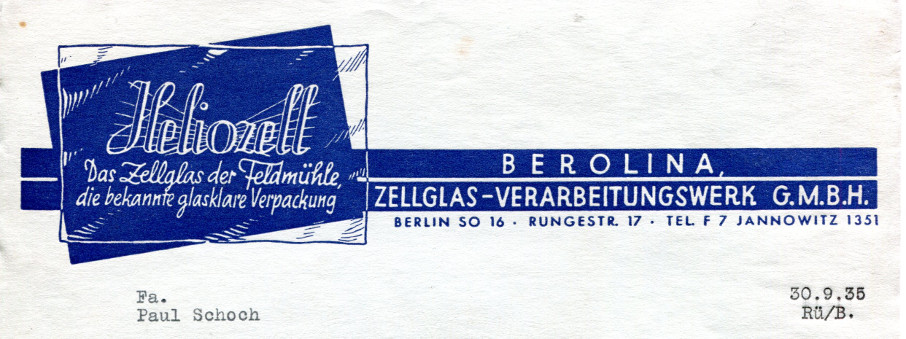 Heliozell
Das Zellglas der Feldmühle,
die bekannte glasklare Verpackung
BEROLINA,
ZELLGLAS-VERARBEITUNGSWERK G.M.B.H.
BERLIN SO 16 · RUNGESTR. 17 · TEL. F 7 JANNOWITZ 1351
Fa.
Paul Schoch
30.9.35
Rü/B.